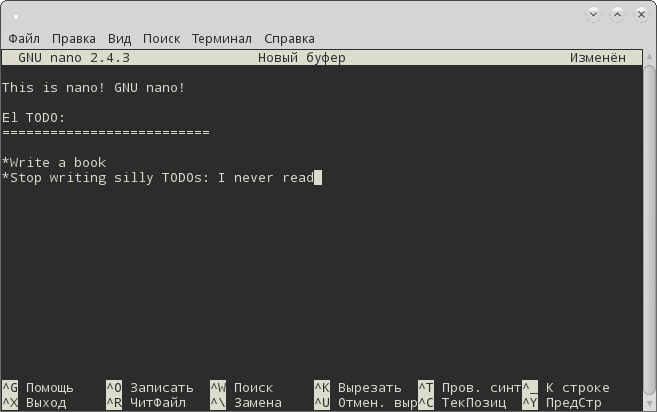 Файл Правка Вид Поиск Терминал Справка
GNU nano 2.4.3 Новый буфер Изменён
This is nano! GNU nano!
El TODO:
==========================
*Write a book
*Stop writing silly TODOs: I never read
^G Помощь ^O Записать ^W Поиск ^K Вырезать ^T Пров. синт^_ К строке
^X Выход ^R ЧитФайл ^\ Замена ^U Отмен. выр^C ТекПозиц ^Y ПредСтр